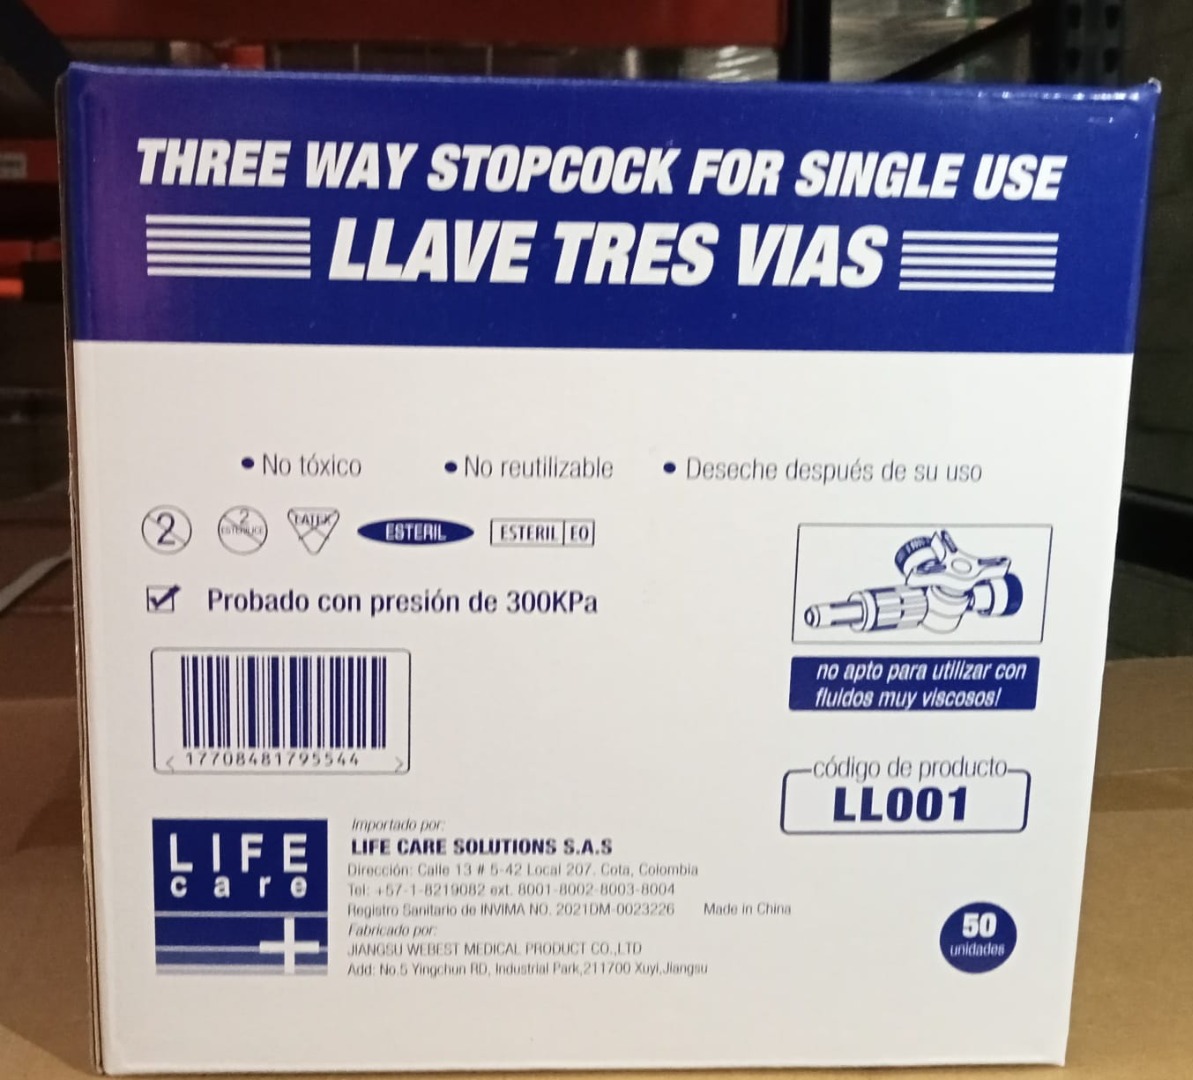 THREE WAY STOPCOCK FOR SINGLE USE
LLAVE TRES VIAS
• No tóxico • No reutilizable • Deseche después de su uso
2 2 ESTERILICE LATEX ESTERIL ESTERIL EO
Probado con presión de 300KPa
no apto para utilizar con
fluidos muy viscosos!
< 17708481795544 >
código de producto
LL001
LIFE
care
Importado por:
LIFE CARE SOLUTIONS S.A.S
Dirección: Calle 13 # 5-42 Local 207. Cota, Colombia
Tel: +57-1-8219082 ext. 8001-8002-8003-8004
Registro Sanitario de INVIMA NO. 2021DM-0023226 Made in China
Fabricado por:
JIANGSU WEBEST MEDICAL PRODUCT CO.,LTD
Add: No.5 Yingchun RD, Industrial Park,211700 Xuyi,Jiangsu
50
unidades